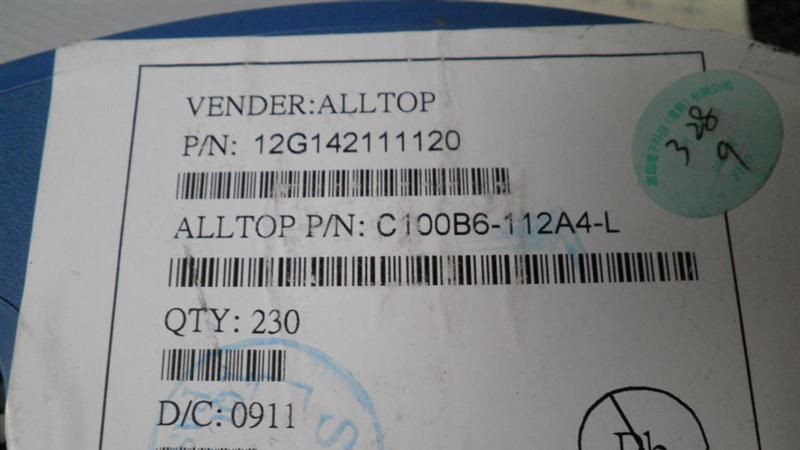 VENDER:ALLTOP
P/N: 12G142111120
ALLTOP P/N: C100B6-112A4-L
QTY: 230
D/C: 0911
3 28
9
Pb